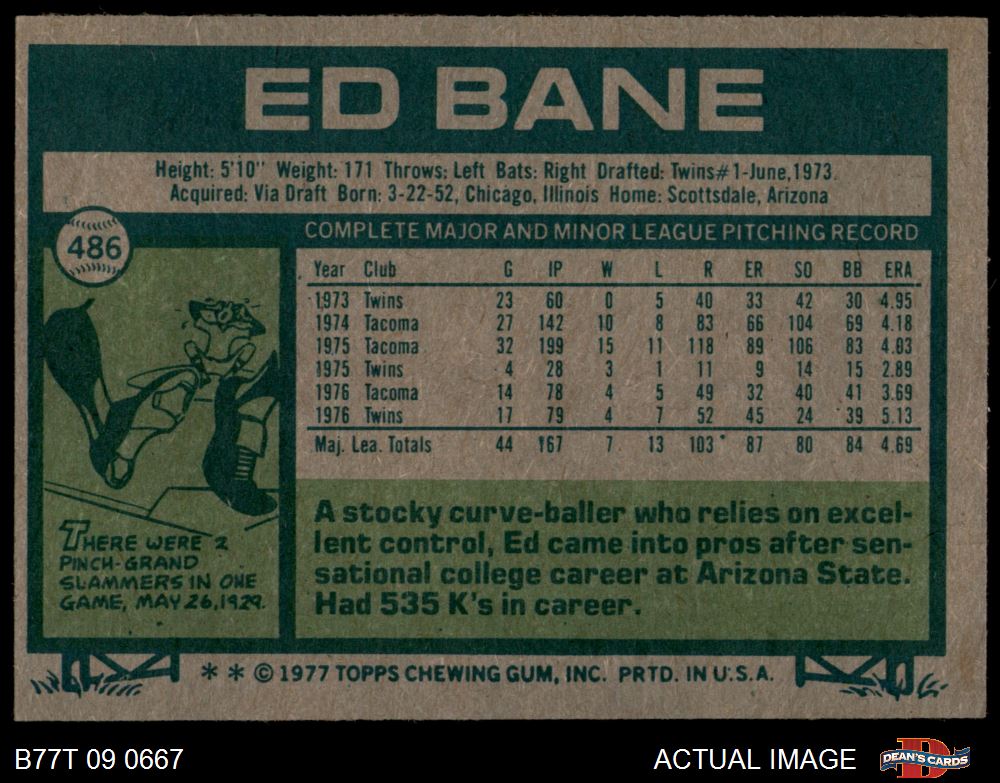 ED BANE
Height: 5'10" Weight: 171 Throws: Left Bats: Right Drafted: Twins#1-June,1973.
Acquired: Via Draft Born: 3-22-52, Chicago, Illinois Home: Scottsdale, Arizona
486
COMPLETE MAJOR AND MINOR LEAGUE PITCHING RECORD
Year Club G IP W L R ER SO BB ERA
1973 Twins 23 60 0 5 40 33 42 30 4.95
1974 Tacoma 27 142 10 8 83 66 104 69 4.18
1975 Tacoma 32 199 15 11 118 89 106 83 4.03
1975 Twins 4 28 3 1 11 9 14 15 2.89
1976 Tacoma 14 78 4 5 49 32 40 41 3.69
1976 Twins 17 79 4 7 52 45 24 39 5.13
Maj. Lea. Totals 44 167 7 13 103 87 80 84 4.69
THERE WERE 2
PINCH-GRAND
SLAMMERS IN ONE
GAME, MAY 26, 1929.
A stocky curve-baller who relies on excel-
lent control, Ed came into pros after sen-
sational college career at Arizona State.
Had 535 K's in career.
* * © 1977 TOPPS CHEWING GUM, INC. PRTD. IN U.S.A.
B77T 09 0667
ACTUAL IMAGE
DEAN'S CARDS